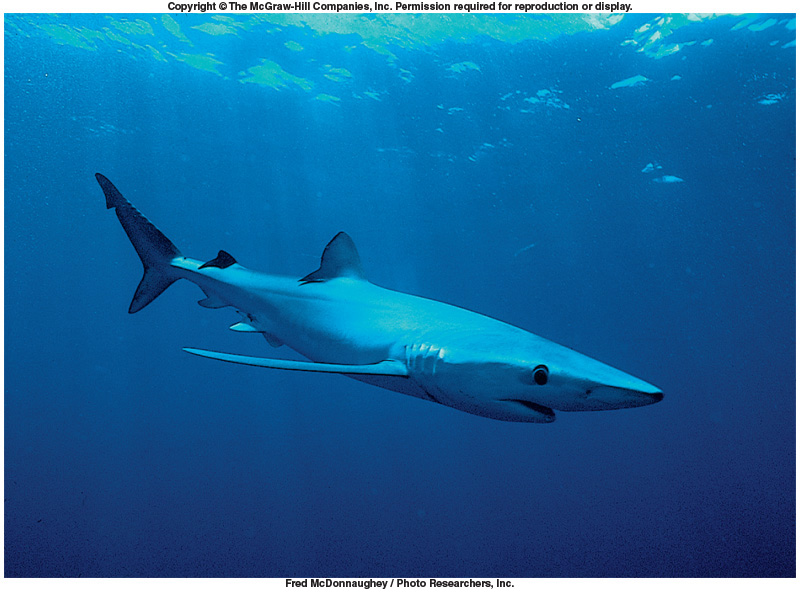 Copyright © The McGraw-Hill Companies, Inc. Permission required for reproduction or display.
Fred McDonnaughey / Photo Researchers, Inc.